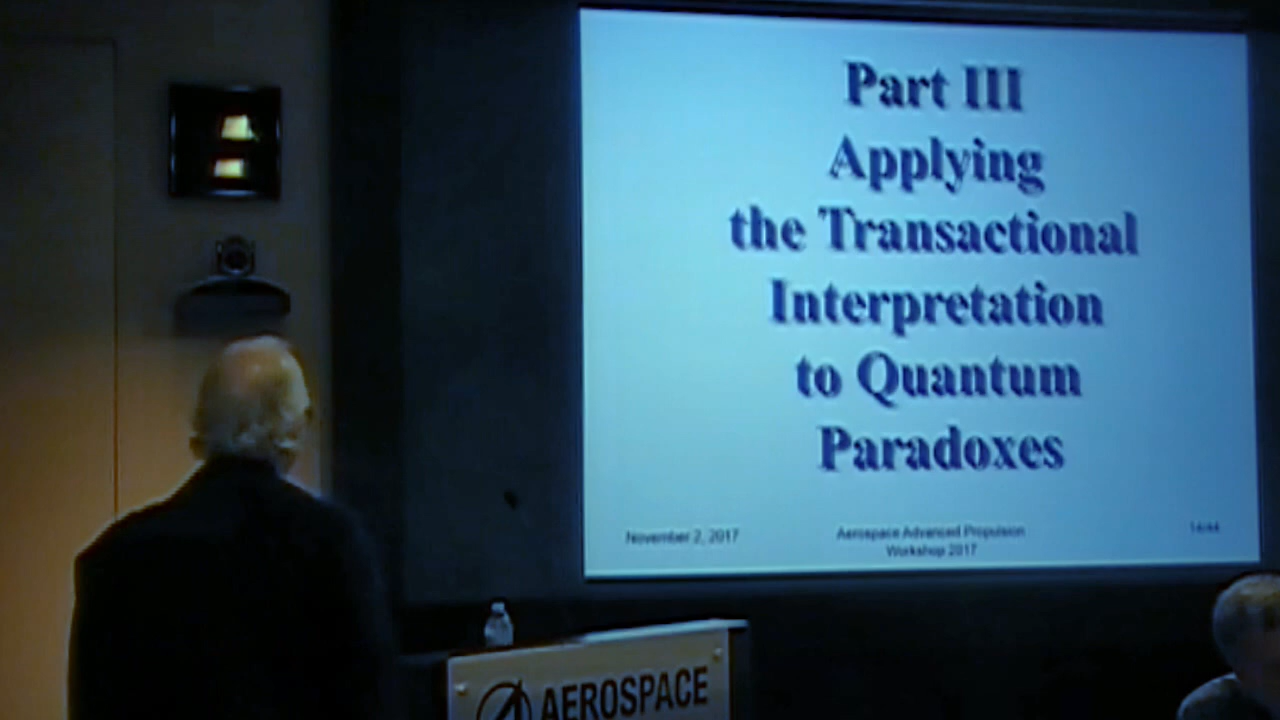 Part III
Applying
the Transactional
Interpretation
to Quantum
Paradoxes
November 2, 2017
Aerospace Advanced Propulsion
Workshop 2017
14/44
AEROSPACE